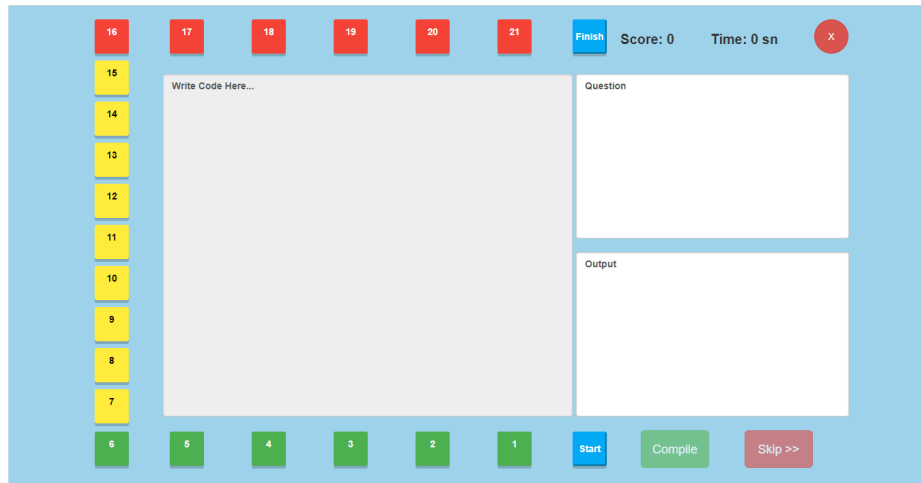 16 17 18 19 20 21 Finish Score: 0 Time: 0 sn X
15
Write Code Here... Question
14
13
12
11
Output
10
9
8
7
6 5 4 3 2 1 Start Compile Skip >>